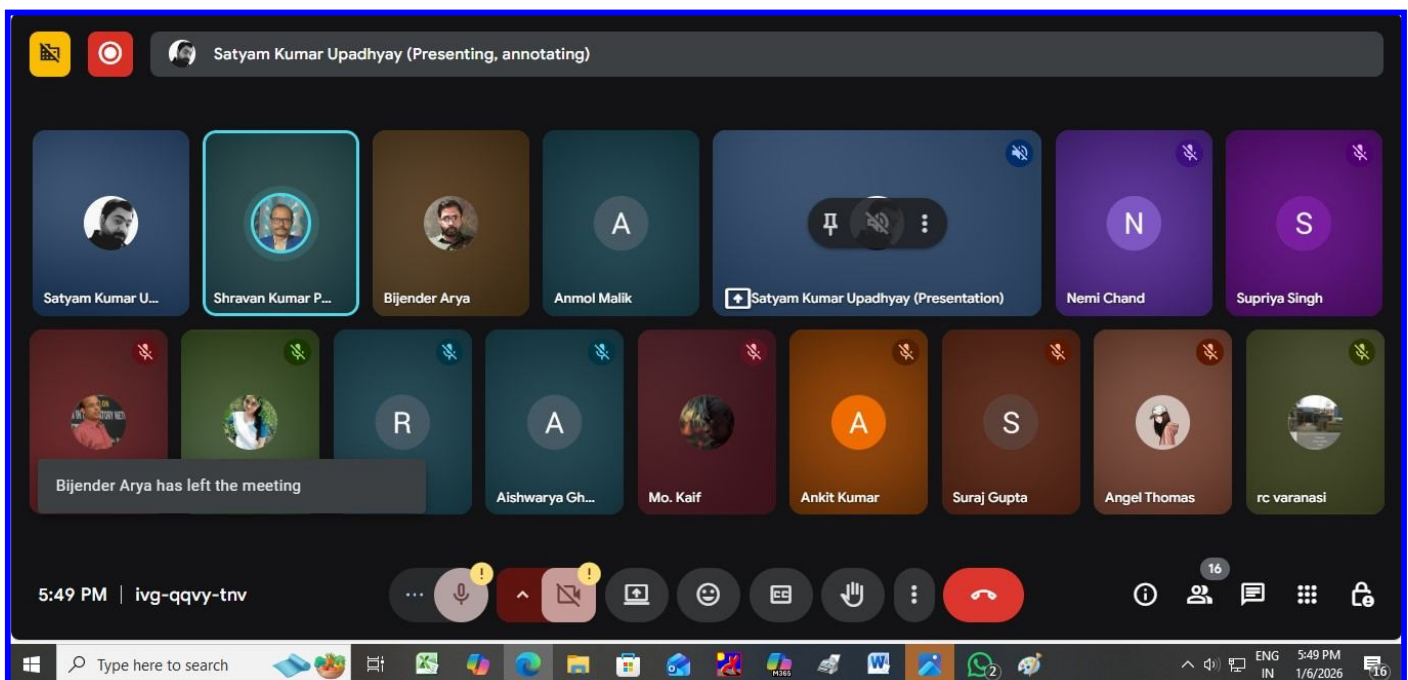 Satyam Kumar Upadhyay (Presenting, annotating)
Satyam Kumar U...
Shravan Kumar P...
Bijender Arya
A
Anmol Malik
Satyam Kumar Upadhyay (Presentation)
N
Nemi Chand
S
Supriya Singh
R
A
Aishwarya Gh...
Mo. Kaif
A
Ankit Kumar
S
Suraj Gupta
Angel Thomas
rc varanasi
Bijender Arya has left the meeting
5:49 PM | ivg-qqvy-tnv
! ! CC
16
Type here to search
M365
2
ENG
IN
5:49 PM
1/6/2026
16